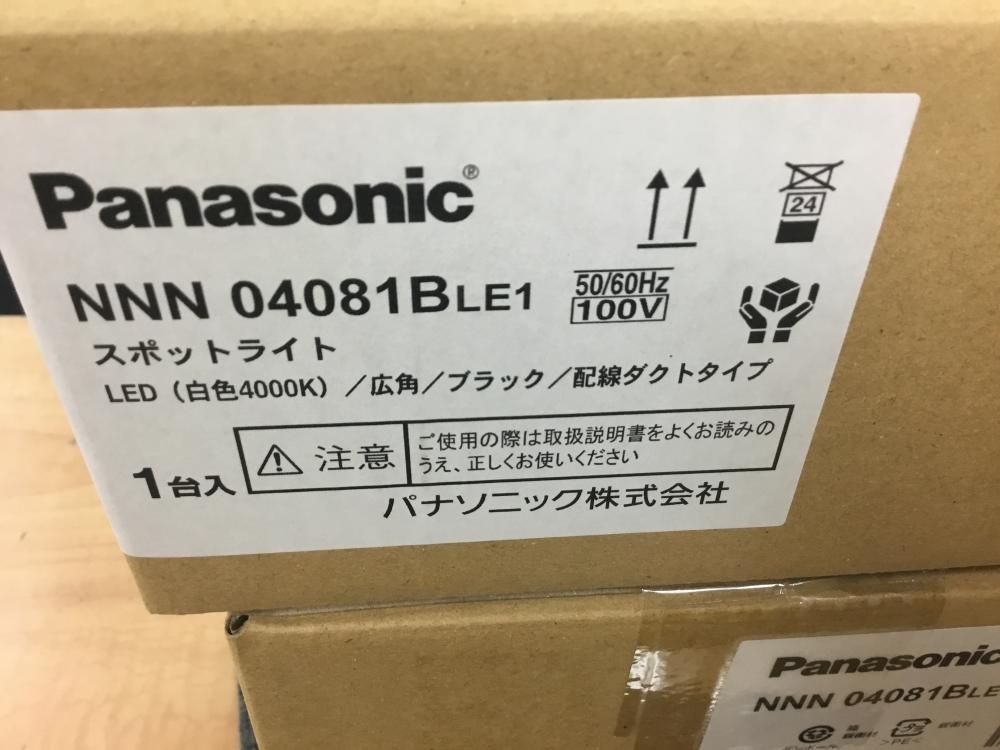 Panasonic®
NNN 04081BLE1
50/60Hz
100V
24
スポットライト
LED（白色4000K）／広角／ブラック／配線ダクトタイプ
注意
ご使用の際は取扱説明書をよくお読みの
うえ、正しくお使いください
1台入
パナソニック株式会社
Panasonic
NNN 04081BLE
>PE<